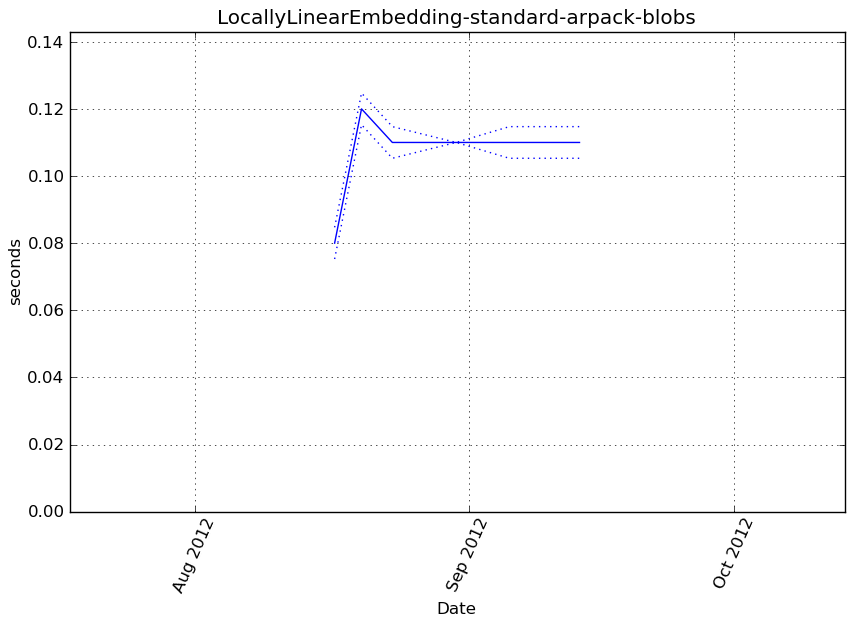 LocallyLinearEmbedding-standard-arpack-blobs
0.14
0.12
0.10
0.08
0.06
0.04
0.02
0.00
seconds
Aug 2012
Sep 2012
Oct 2012
Date